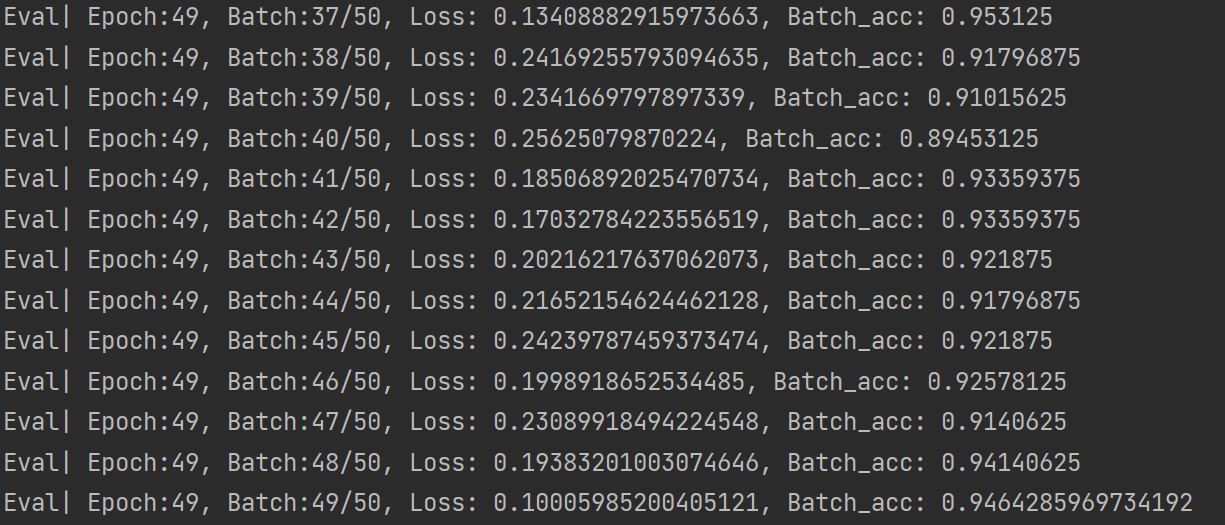 Eval| Epoch:49, Batch:37/50, Loss: 0.13408882915973663, Batch_acc: 0.953125
Eval| Epoch:49, Batch:38/50, Loss: 0.24169255793094635, Batch_acc: 0.91796875
Eval| Epoch:49, Batch:39/50, Loss: 0.2341669797897339, Batch_acc: 0.91015625
Eval| Epoch:49, Batch:40/50, Loss: 0.25625079870224, Batch_acc: 0.89453125
Eval| Epoch:49, Batch:41/50, Loss: 0.18506892025470734, Batch_acc: 0.93359375
Eval| Epoch:49, Batch:42/50, Loss: 0.17032784223556519, Batch_acc: 0.93359375
Eval| Epoch:49, Batch:43/50, Loss: 0.20216217637062073, Batch_acc: 0.921875
Eval| Epoch:49, Batch:44/50, Loss: 0.21652154624462128, Batch_acc: 0.91796875
Eval| Epoch:49, Batch:45/50, Loss: 0.24239787459373474, Batch_acc: 0.921875
Eval| Epoch:49, Batch:46/50, Loss: 0.1998918652534485, Batch_acc: 0.92578125
Eval| Epoch:49, Batch:47/50, Loss: 0.23089918494224548, Batch_acc: 0.9140625
Eval| Epoch:49, Batch:48/50, Loss: 0.19383201003074646, Batch_acc: 0.94140625
Eval| Epoch:49, Batch:49/50, Loss: 0.10005985200405121, Batch_acc: 0.9464285969734192